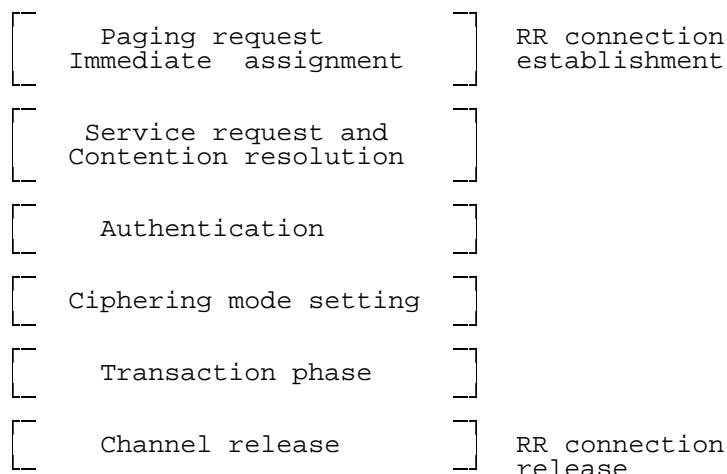 Paging request RR connection
Immediate assignment establishment
Service request and
Contention resolution
Authentication
Ciphering mode setting
Transaction phase
Channel release RR connection
release